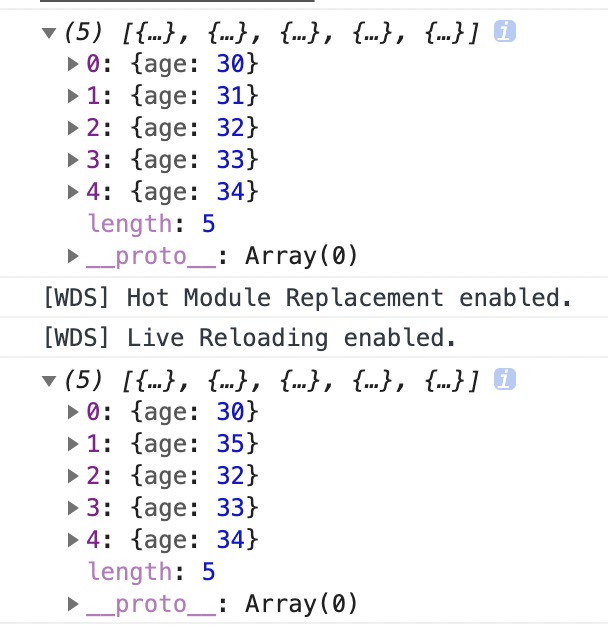 (5) [{…}, {…}, {…}, {…}, {…}] i
0: {age: 30}
1: {age: 31}
2: {age: 32}
3: {age: 33}
4: {age: 34}
length: 5
__proto__: Array(0)
[WDS] Hot Module Replacement enabled.
[WDS] Live Reloading enabled.
(5) [{…}, {…}, {…}, {…}, {…}] i
0: {age: 30}
1: {age: 35}
2: {age: 32}
3: {age: 33}
4: {age: 34}
length: 5
__proto__: Array(0)